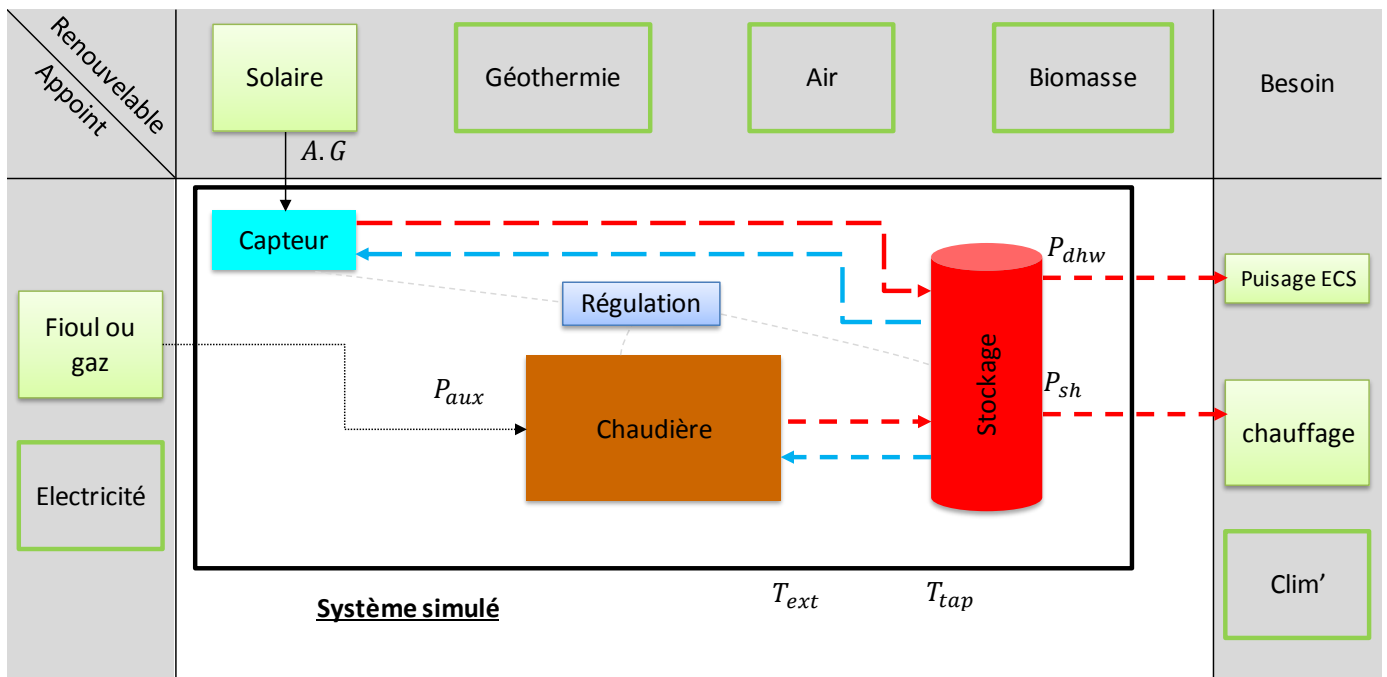 Renouvelable
Appoint
Solaire
Géothermie
Air
Biomasse
Besoin
A. G
Capteur
Régulation
P_dhw
Puisage ECS
Fioul ou
gaz
P_aux
Chaudière
Stockage
P_sh
chauffage
Electricité
Système simulé
T_ext
T_tap
Clim’